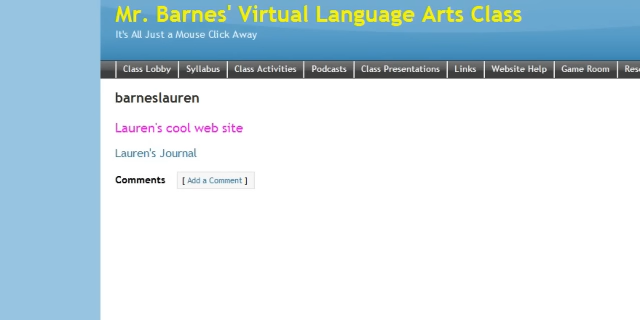 Mr. Barnes' Virtual Language Arts Class
It's All Just a Mouse Click Away
Class Lobby Syllabus Class Activities Podcasts Class Presentations Links Website Help Game Room
barneslauren
Lauren's cool web site
Lauren's Journal
Comments [ Add a Comment ]